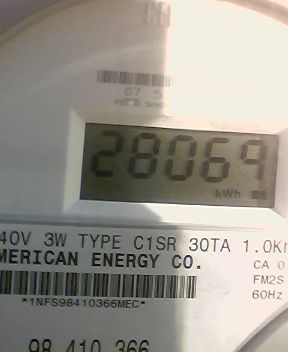 07 5
28069
kWh
40V 3W TYPE C1SR 30TA 1.0K
MERICAN ENERGY CO.
CA 0
FM2S
60Hz
*1NFS98410366MEC*
98 410 366